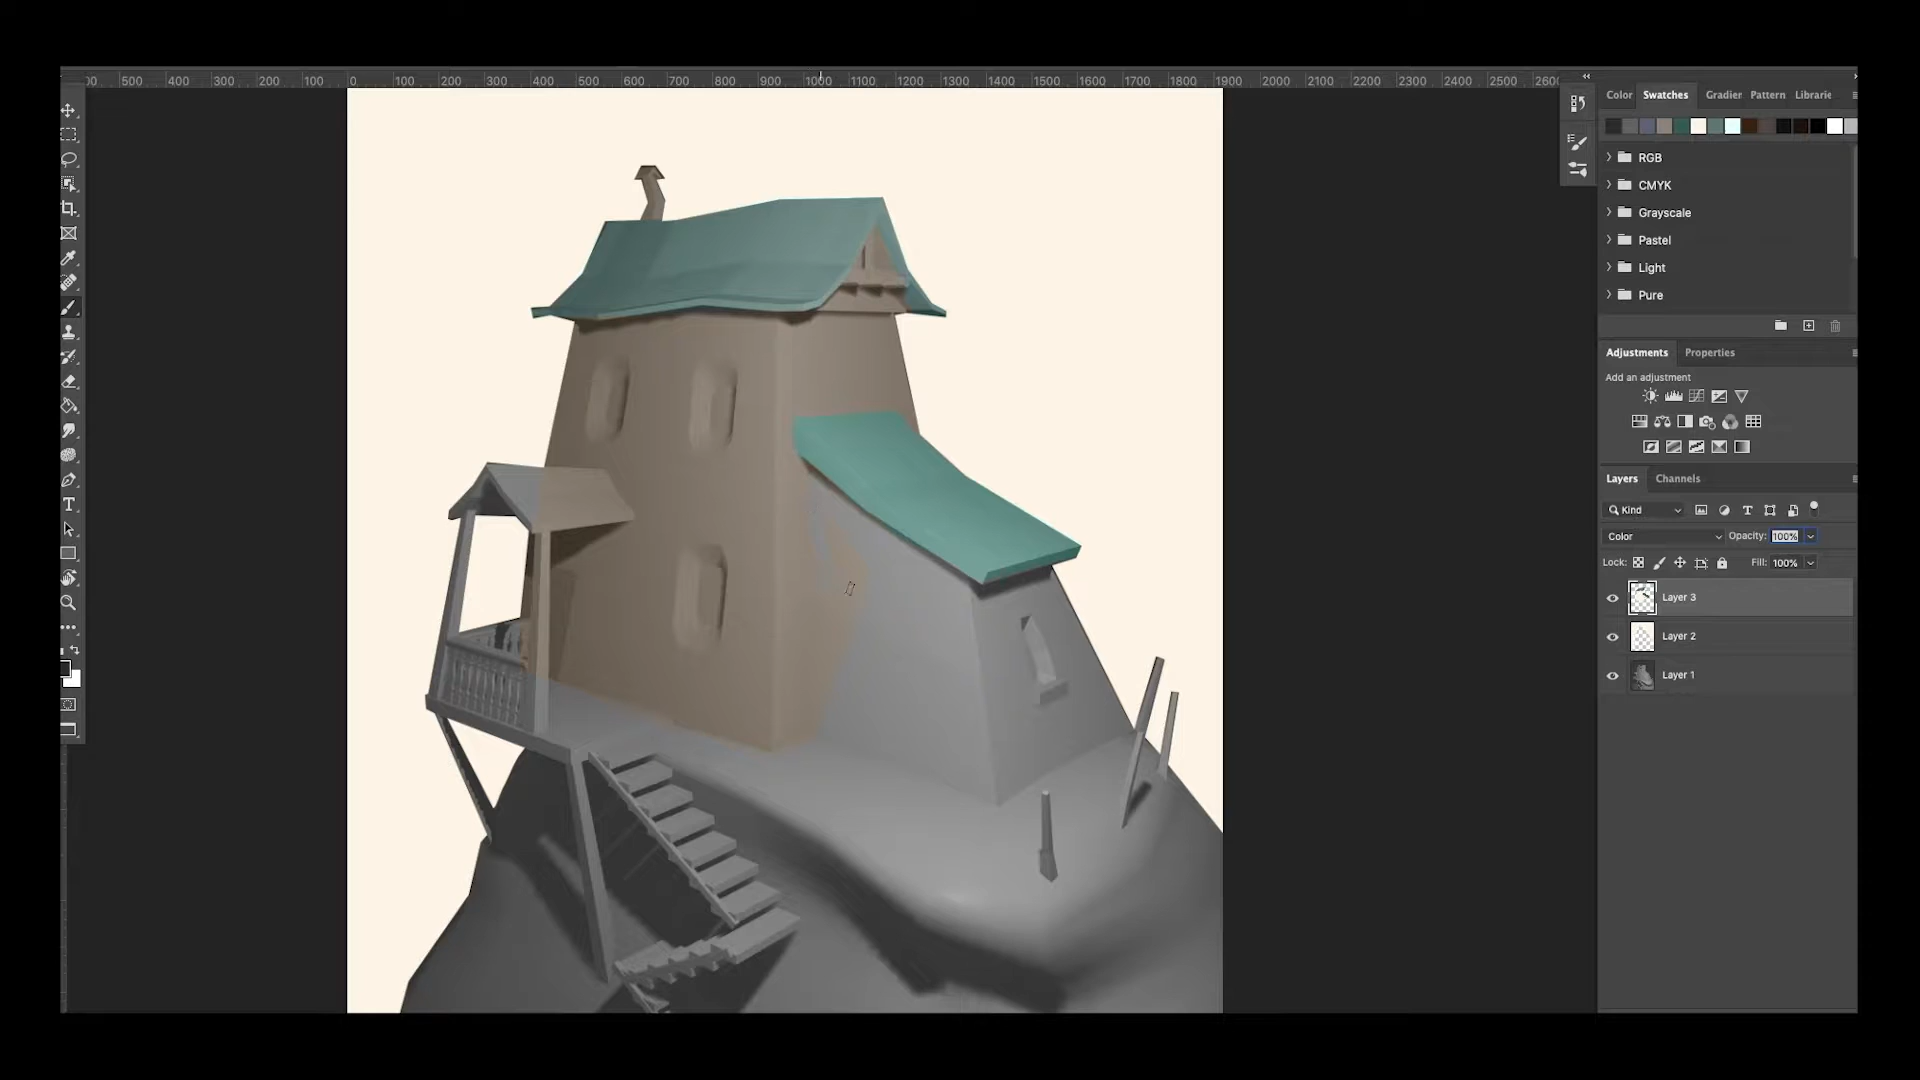 00 500 400 300 200 100 0 100 200 300 400 500 600 700 800 900 1000 1100 1200 1300 1400 1500 1600 1700 1800 1900 2000 2100 2200 2300 2400 2500 2600
Color Swatches Gradier Pattern Librarie
RGB
CMYK
Grayscale
Pastel
Light
Pure
Adjustments Properties
Add an adjustment
Layers Channels
Kind
Color Opacity: 100%
Lock: Fill: 100%
Layer 3
Layer 2
Layer 1